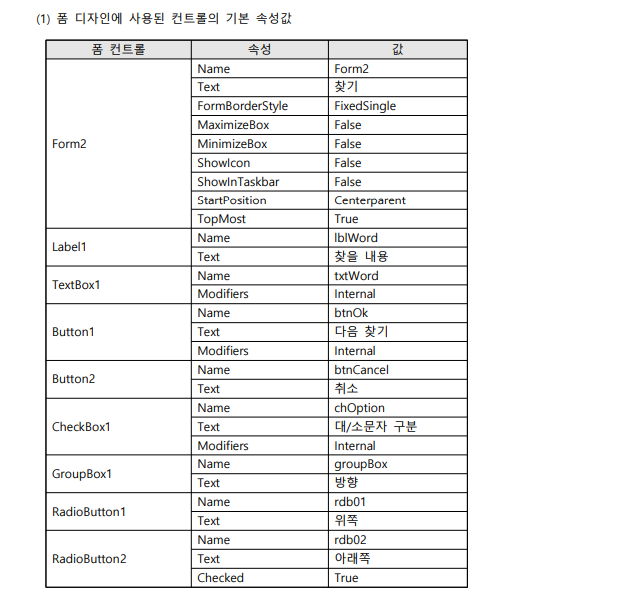 (1) 폼 디자인에 사용된 컨트롤의 기본 속성값
폼 컨트롤 속성 값
Form2
Name Form2
Text 찾기
FormBorderStyle FixedSingle
MaximizeBox False
MinimizeBox False
ShowIcon False
ShowInTaskbar False
StartPosition Centerparent
TopMost True
Label1
Name lblWord
Text 찾을 내용
TextBox1
Name txtWord
Modifiers Internal
Button1
Name btnOk
Text 다음 찾기
Modifiers Internal
Button2
Name btnCancel
Text 취소
CheckBox1
Name chOption
Text 대/소문자 구분
Modifiers Internal
GroupBox1
Name groupBox
Text 방향
RadioButton1
Name rdb01
Text 위쪽
RadioButton2
Name rdb02
Text 아래쪽
Checked True